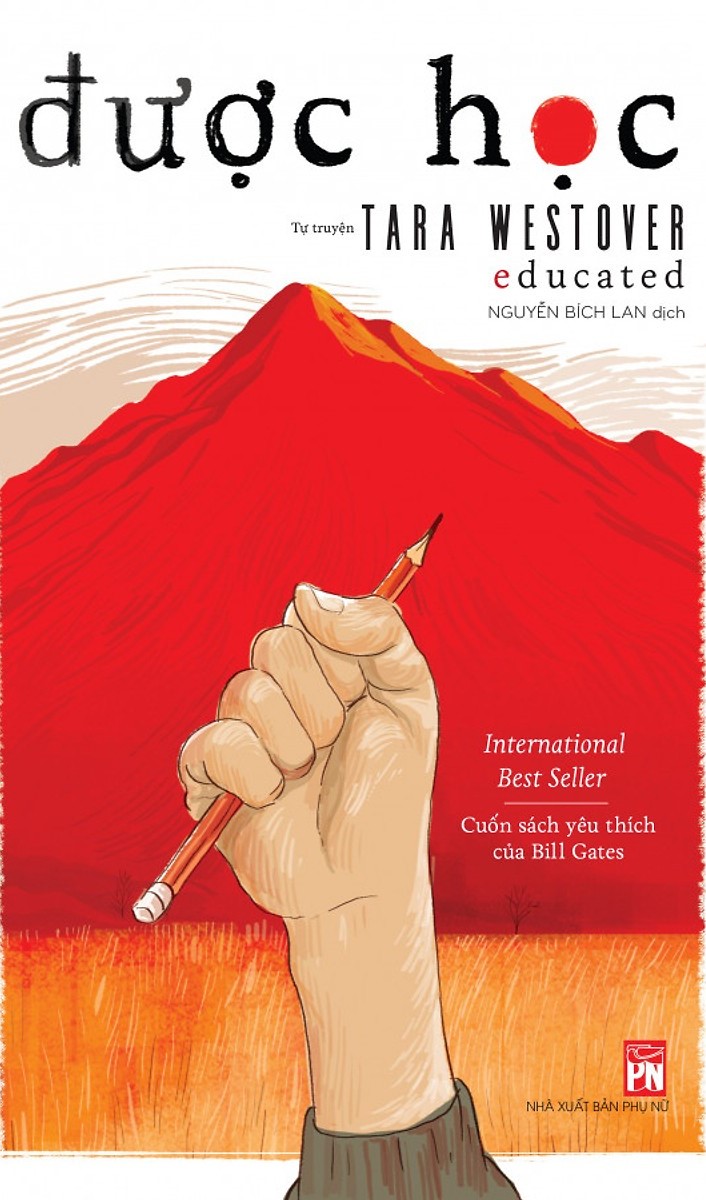 được học
Tự truyện TARA WESTOVER
educated
NGUYỄN BÍCH LAN dịch
International
Best Seller
Cuốn sách yêu thích
của Bill Gates
PN
NHÀ XUẤT BẢN PHỤ NỮ